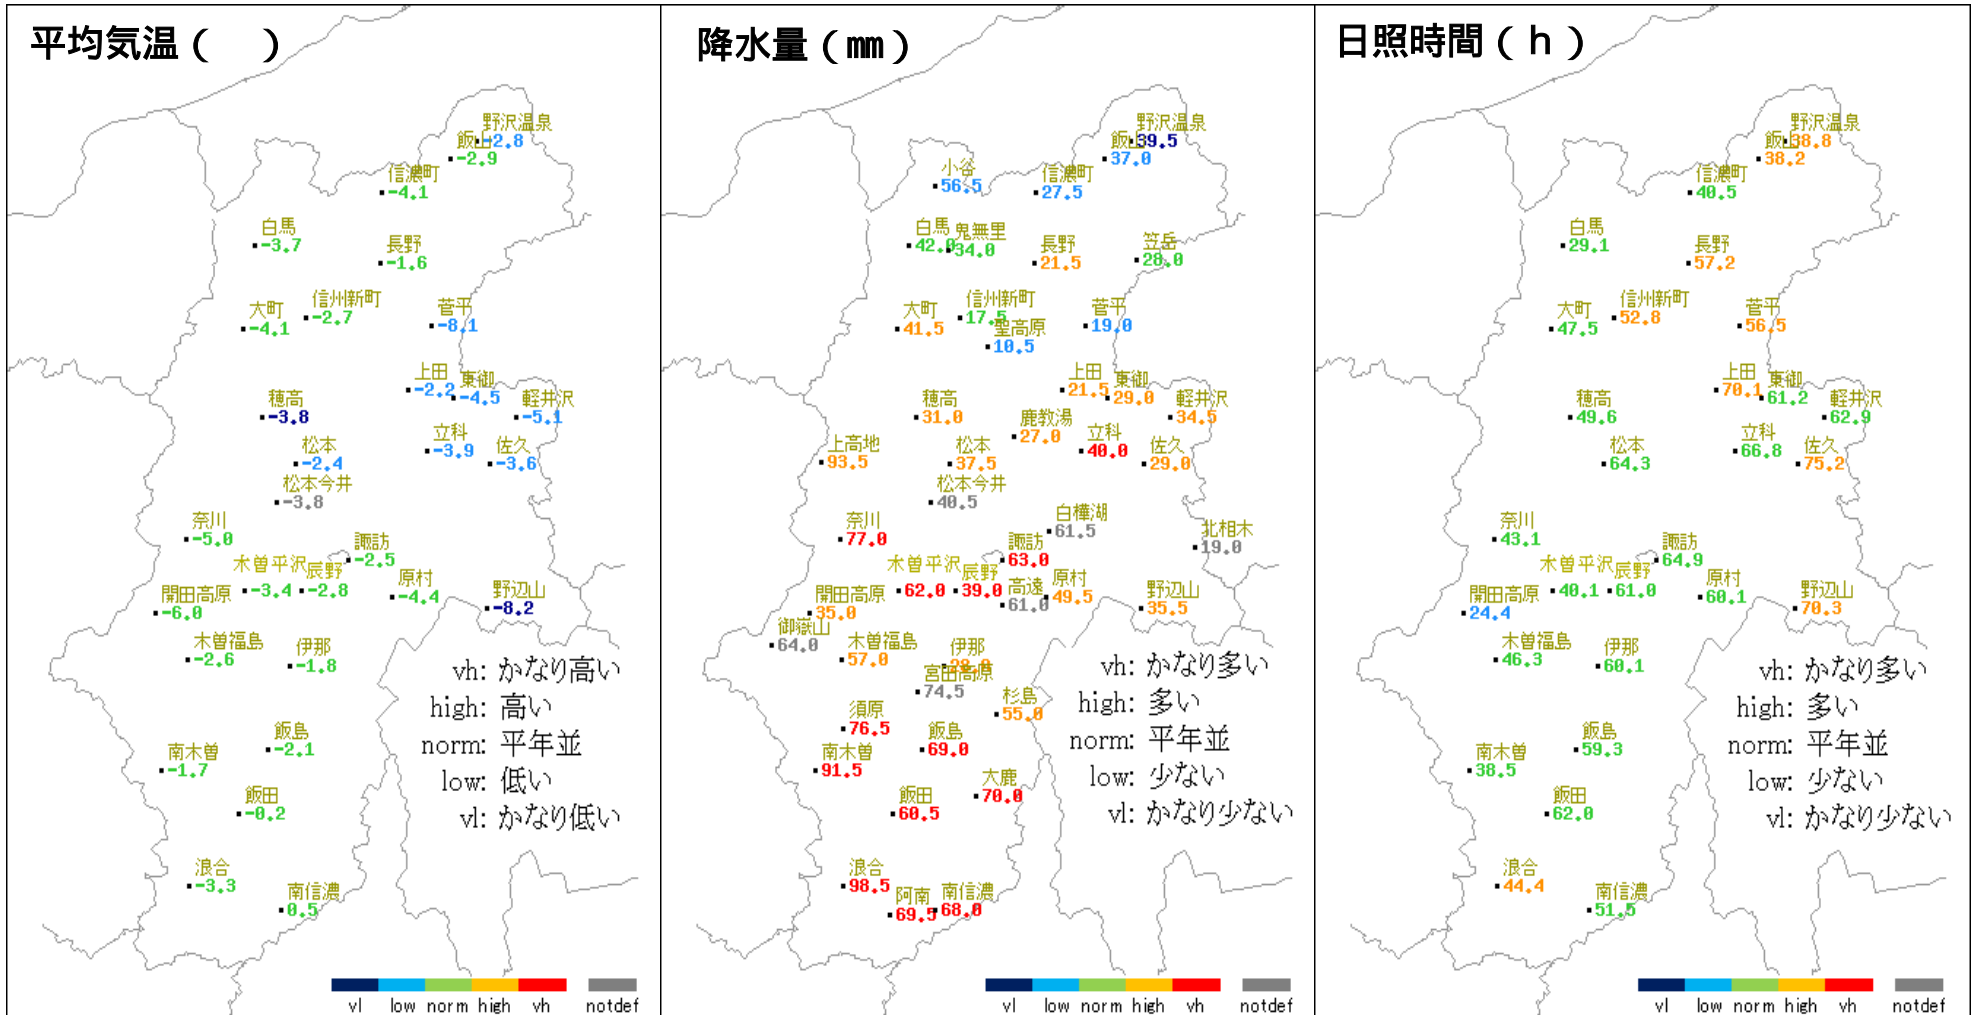 平均気温(　)
野沢温泉
-2.8
飯山
-2.9
信濃町
-4.1
白馬
-3.7
長野
-1.6
大町
-4.1
信州新町
-2.7
菅平
-8.1
上田
-2.2
東御
-4.5
穂高
-3.8
軽井沢
-5.1
松本
-2.4
立科
-3.9
佐久
-3.6
松本今井
-3.8
奈川
-5.0
諏訪
-2.5
木曽平沢
-3.4
辰野
-2.8
開田高原
-6.0
原村
-4.4
野辺山
-8.2
木曽福島
-2.6
伊那
-1.8
飯島
-2.1
南木曽
-1.7
飯田
-0.2
浪合
-3.3
南信濃
0.5
vh: かなり高い
high: 高い
norm: 平年並
low: 低い
vl: かなり低い
vl low norm high vh notdef
降水量(㎜)
野沢温泉
39.5
飯山
37.0
小谷
56.5
信濃町
27.5
白馬
42.0
鬼無里
34.0
長野
21.5
笠岳
28.0
大町
41.5
信州新町
17.5
聖高原
10.5
菅平
19.0
上田
21.5
東御
29.0
穂高
31.0
軽井沢
34.5
鹿教湯
27.0
上高地
93.5
松本
37.5
立科
40.0
佐久
29.0
松本今井
40.5
奈川
77.0
白樺湖
61.5
北相木
19.0
諏訪
63.0
木曽平沢
62.0
辰野
39.0
高遠
61.0
原村
49.5
開田高原
35.0
野辺山
35.5
御嶽山
64.0
木曽福島
57.0
伊那
宮田高原
74.5
須原
76.5
杉島
55.0
飯島
69.0
南木曽
91.5
大鹿
70.0
飯田
60.5
浪合
98.5
阿南
69.5
南信濃
68.0
vh: かなり多い
high: 多い
norm: 平年並
low: 少ない
vl: かなり少ない
vl low norm high vh notdef
日照時間(ｈ)
野沢温泉
38.8
飯山
38.2
信濃町
40.5
白馬
29.1
長野
57.2
大町
47.5
信州新町
52.8
菅平
56.5
上田
70.1
東御
61.2
穂高
49.6
軽井沢
62.9
松本
64.3
立科
66.8
佐久
75.2
奈川
43.1
諏訪
64.9
木曽平沢
40.1
辰野
61.0
開田高原
24.4
原村
60.1
野辺山
70.3
木曽福島
46.3
伊那
60.1
飯島
59.3
南木曽
38.5
飯田
62.0
浪合
44.4
南信濃
51.5
vh: かなり多い
high: 多い
norm: 平年並
low: 少ない
vl: かなり少ない
vl low norm high vh notdef